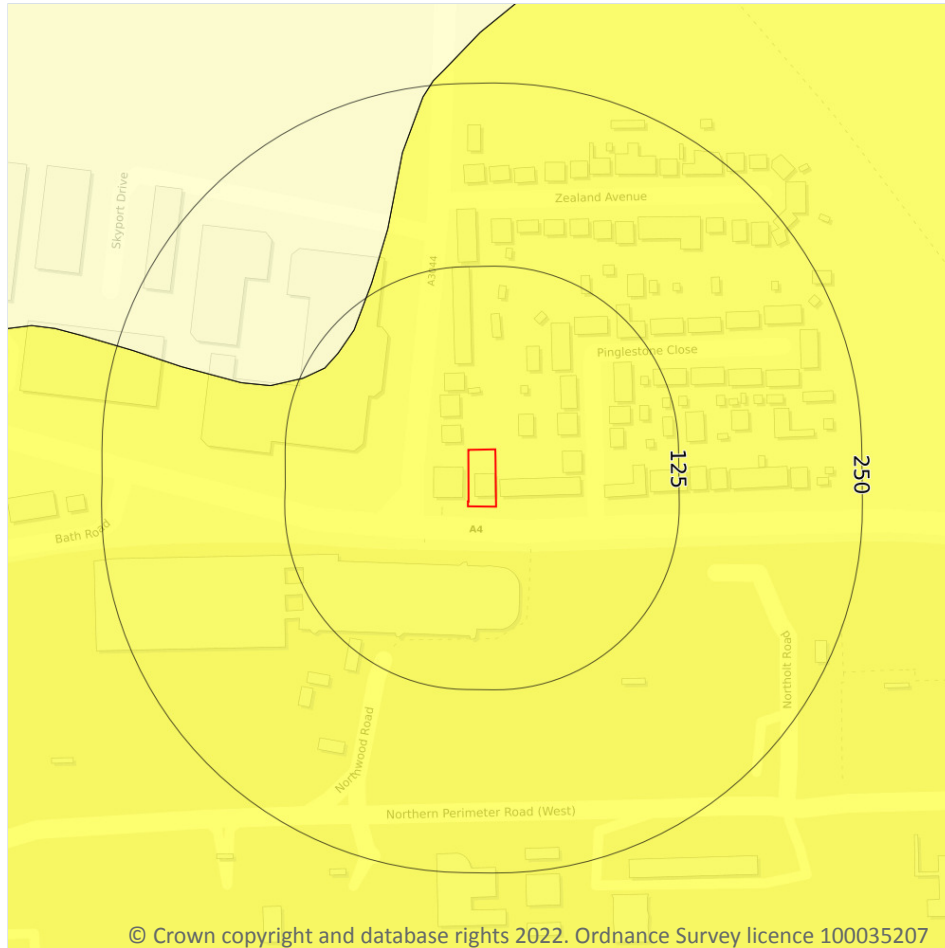 Zealand Avenue
Skyport Drive
A3044
Pinglestone Close
125
250
A4
Bath Road
Northolt Road
Northwood Road
Northern Perimeter Road (West)
© Crown copyright and database rights 2022. Ordnance Survey licence 100035207